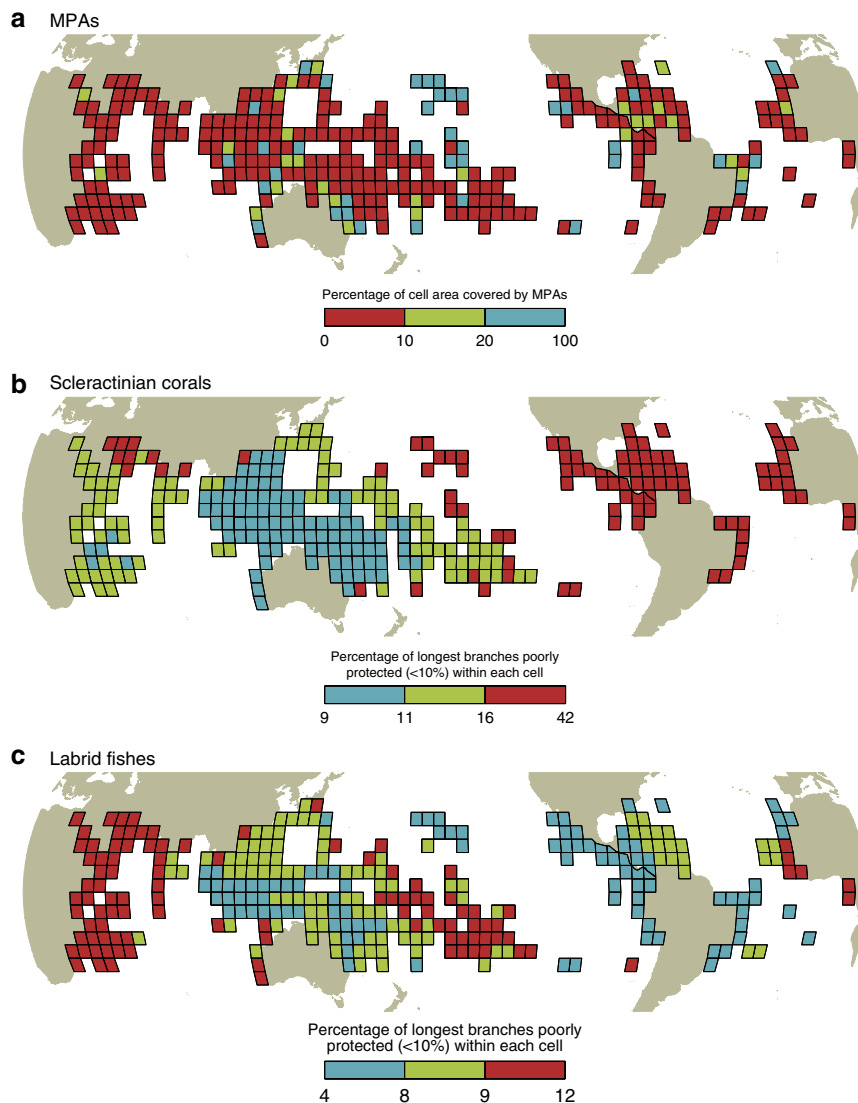 a MPAs
Percentage of cell area covered by MPAs
0 10 20 100
b Scleractinian corals
Percentage of longest branches poorly
protected (<10%) within each cell
9 11 16 42
c Labrid fishes
Percentage of longest branches poorly
protected (<10%) within each cell
4 8 9 12